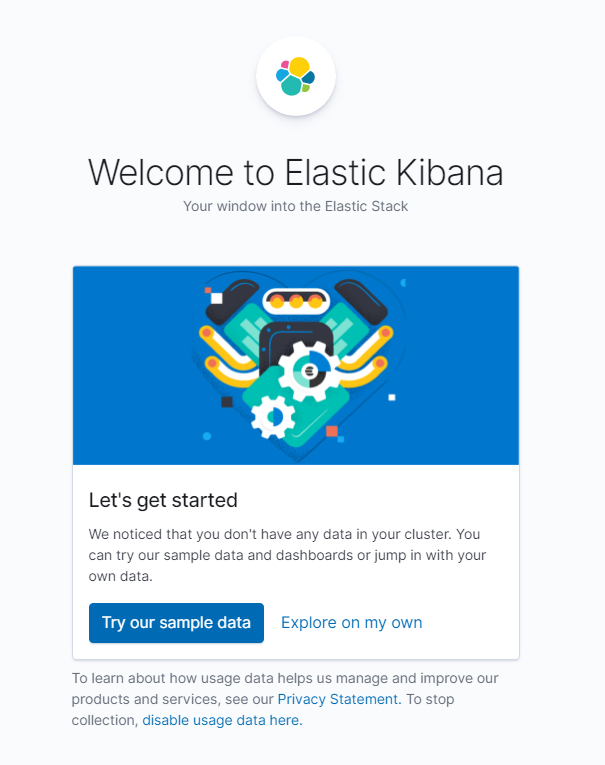 Welcome to Elastic Kibana
Your window into the Elastic Stack
Let's get started
We noticed that you don't have any data in your cluster. You
can try our sample data and dashboards or jump in with your
own data.
Try our sample data Explore on my own
To learn about how usage data helps us manage and improve our
products and services, see our Privacy Statement. To stop
collection, disable usage data here.